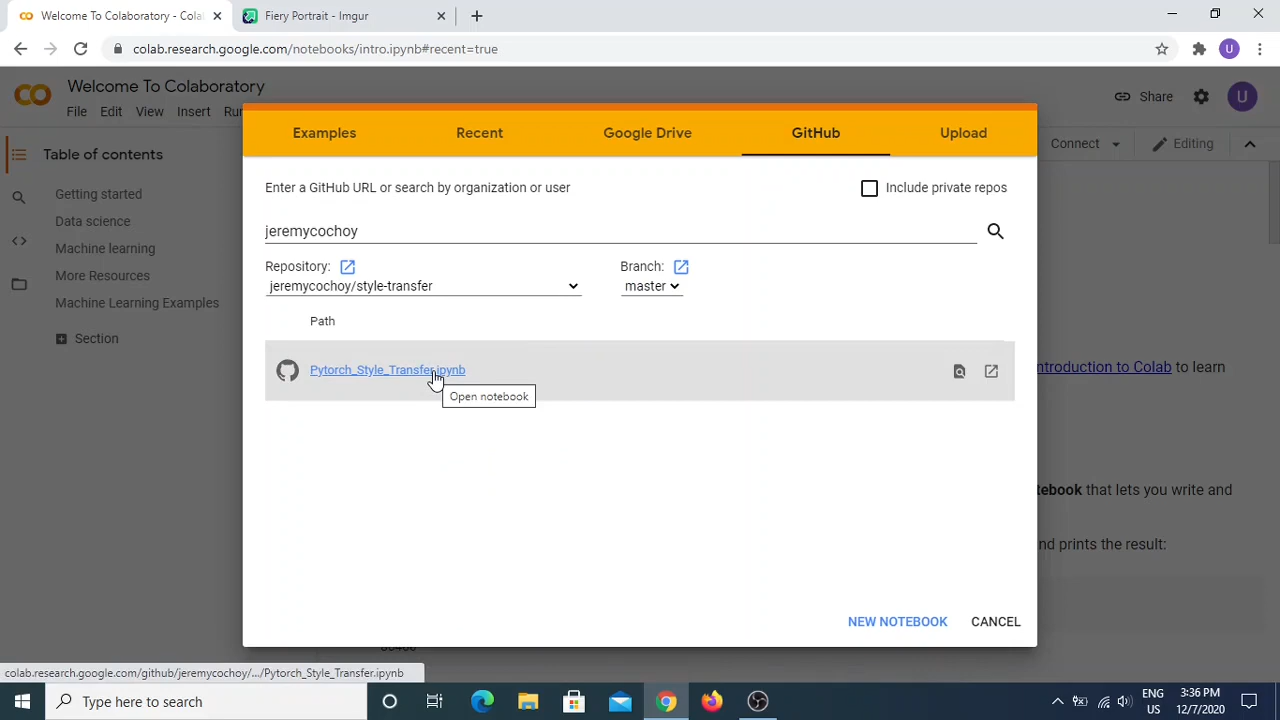 Welcome To Colaboratory - Cola
Fiery Portrait - Imgur
colab.research.google.com/notebooks/intro.ipynb#recent=true
U
Welcome To Colaboratory
File Edit View Insert Run
Share
U
Connect
Editing
Table of contents
Getting started
Data science
Machine learning
More Resources
Machine Learning Examples
Section
Examples
Recent
Google Drive
GitHub
Upload
Enter a GitHub URL or search by organization or user
Include private repos
jeremycochoy
Repository:
Branch:
jeremycochoy/style-transfer
master
Path
Pytorch_Style_Transfer.ipynb
Open notebook
ntroduction to Colab to learn
tebook that lets you write and
nd prints the result:
NEW NOTEBOOK
CANCEL
colab.research.google.com/github/jeremycochoy/.../Pytorch_Style_Transfer.ipynb
Type here to search
ENG
US
3:36 PM
12/7/2020